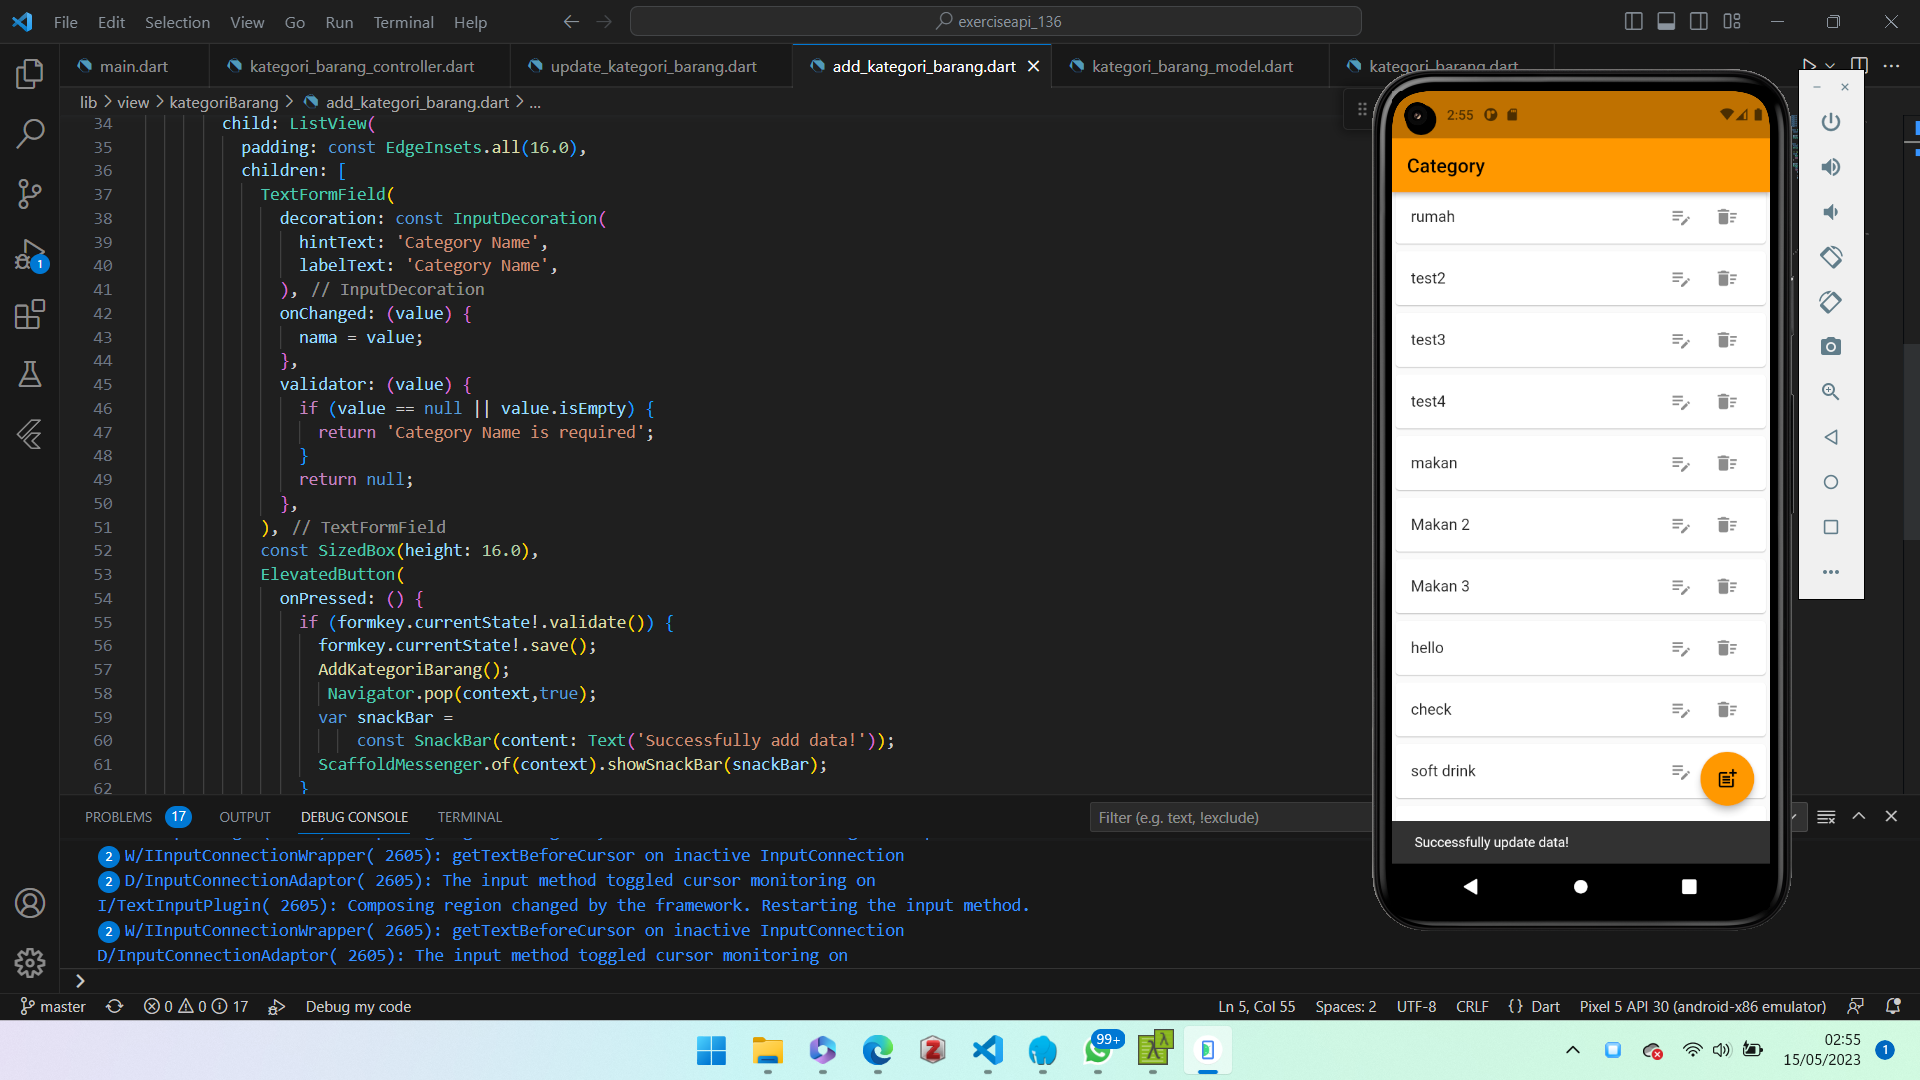 File Edit Selection View Go Run Terminal Help
exerciseapi_136
main.dart
kategori_barang_controller.dart
update_kategori_barang.dart
add_kategori_barang.dart
kategori_barang_model.dart
kategori_barang.dart
lib > view > kategoriBarang > add_kategori_barang.dart > ...
34 child: ListView(
35 padding: const EdgeInsets.all(16.0),
36 children: [
37 TextFormField(
38 decoration: const InputDecoration(
39 hintText: 'Category Name',
40 labelText: 'Category Name',
41 ), // InputDecoration
42 onChanged: (value) {
43 nama = value;
44 },
45 validator: (value) {
46 if (value == null || value.isEmpty) {
47 return 'Category Name is required';
48 }
49 return null;
50 },
51 ), // TextFormField
52 const SizedBox(height: 16.0),
53 ElevatedButton(
54 onPressed: () {
55 if (formkey.currentState!.validate()) {
56 formkey.currentState!.save();
57 AddKategoriBarang();
58 Navigator.pop(context,true);
59 var snackBar =
60 const SnackBar(content: Text('Successfully add data!'));
61 ScaffoldMessenger.of(context).showSnackBar(snackBar);
62 }
1
PROBLEMS 17 OUTPUT DEBUG CONSOLE TERMINAL
Filter (e.g. text, !exclude)
2 W/IInputConnectionWrapper( 2605): getTextBeforeCursor on inactive InputConnection
2 D/InputConnectionAdaptor( 2605): The input method toggled cursor monitoring on
I/TextInputPlugin( 2605): Composing region changed by the framework. Restarting the input method.
2 W/IInputConnectionWrapper( 2605): getTextBeforeCursor on inactive InputConnection
D/InputConnectionAdaptor( 2605): The input method toggled cursor monitoring on
2:55
Category
rumah
test2
test3
test4
makan
Makan 2
Makan 3
hello
check
soft drink
Successfully update data!
master 0 0 17 Debug my code
Ln 5, Col 55 Spaces: 2 UTF-8 CRLF {} Dart Pixel 5 API 30 (android-x86 emulator)
99+
02:55
15/05/2023
1